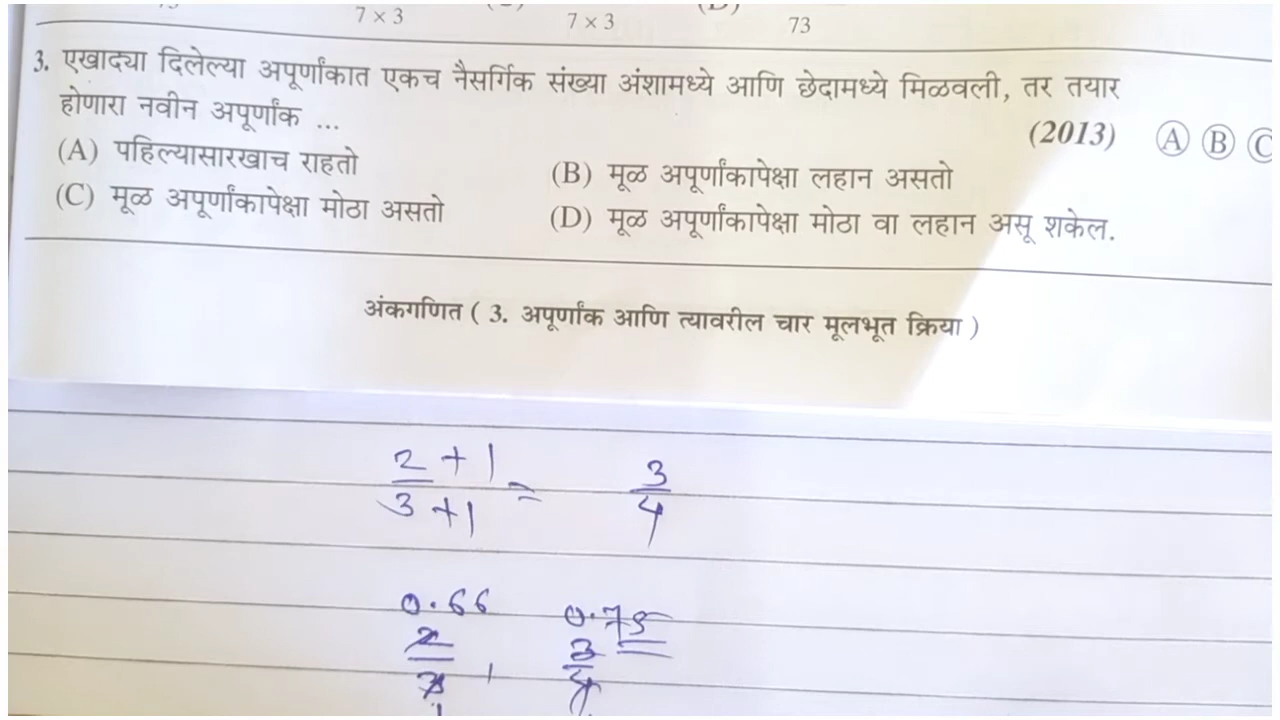 7 × 3 7 × 3 (D) 73
3. एखाद्या दिलेल्या अपूर्णांकात एकच नैसर्गिक संख्या अंशामध्ये आणि छेदामध्ये मिळवली, तर तयार
होणारा नवीन अपूर्णांक ... (2013) A B C
(A) पहिल्यासारखाच राहतो (B) मूळ अपूर्णांकापेक्षा लहान असतो
(C) मूळ अपूर्णांकापेक्षा मोठा असतो (D) मूळ अपूर्णांकापेक्षा मोठा वा लहान असू शकेल.
अंकगणित ( 3. अपूर्णांक आणि त्यावरील चार मूलभूत क्रिया )
2 + 1 3
3 + 1 = 4
0.66 0.75
2 3
3 , 4